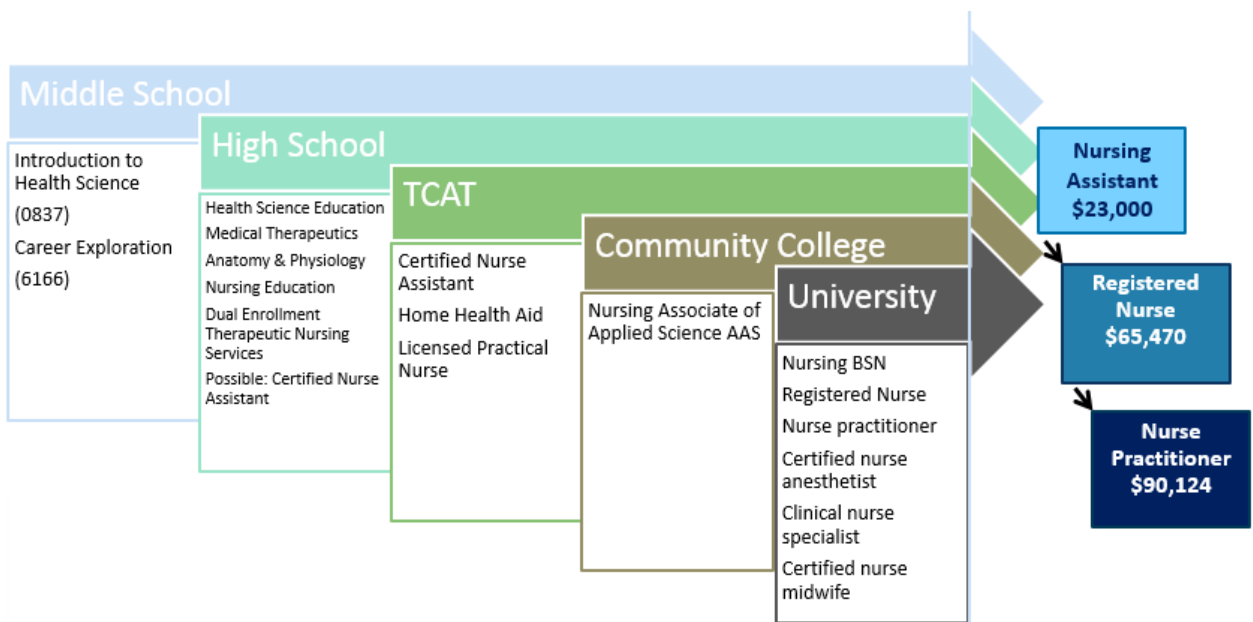 Middle School
Introduction to
Health Science
(0837)
Career Exploration
(6166)
High School
Health Science Education
Medical Therapeutics
Anatomy & Physiology
Nursing Education
Dual Enrollment
Therapeutic Nursing
Services
Possible: Certified Nurse
Assistant
TCAT
Certified Nurse
Assistant
Home Health Aid
Licensed Practical
Nurse
Community College
Nursing Associate of
Applied Science AAS
University
Nursing BSN
Registered Nurse
Nurse practitioner
Certified nurse
anesthetist
Clinical nurse
specialist
Certified nurse
midwife
Nursing
Assistant
$23,000
Registered
Nurse
$65,470
Nurse
Practitioner
$90,124